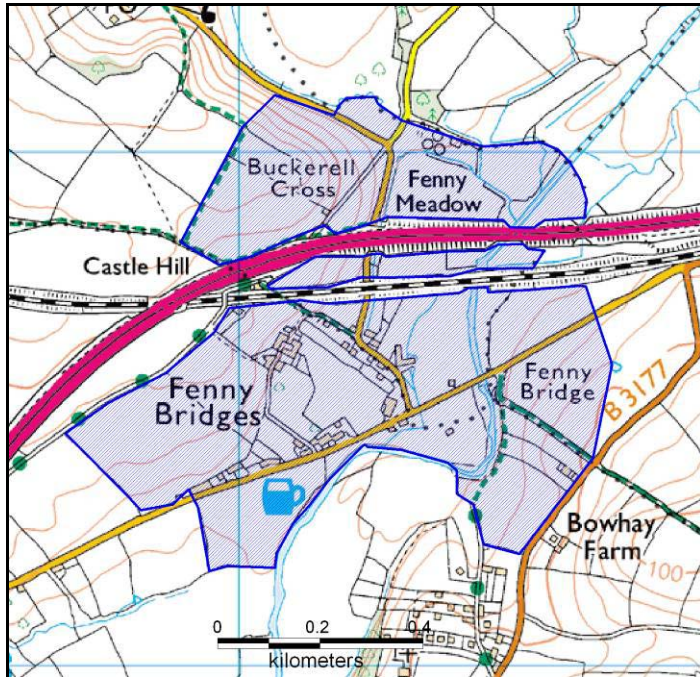 Buckerell
Cross
Fenny
Meadow
Castle Hill
Fenny
Bridges
Fenny
Bridge
B 3177
Bowhay
Farm
100
0
0.2
0.4
kilometers